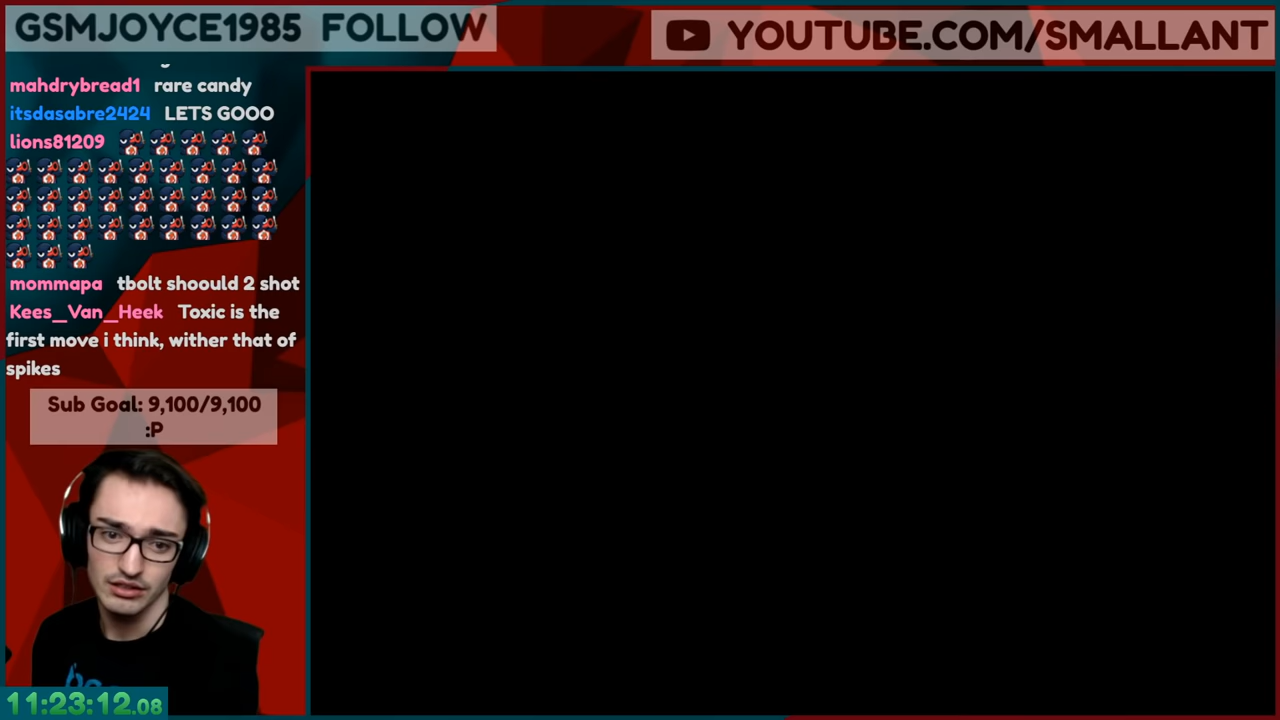 GSMJOYCE1985 FOLLOW
YOUTUBE.COM/SMALLANT
mahdrybread1 rare candy
itsdasabre2424 LETS GOOO
lions81209
mommapa tbolt shoould 2 shot
Kees_Van_Heek Toxic is the
first move i think, wither that of
spikes
Sub Goal: 9,100/9,100
:P
11:23:12.08